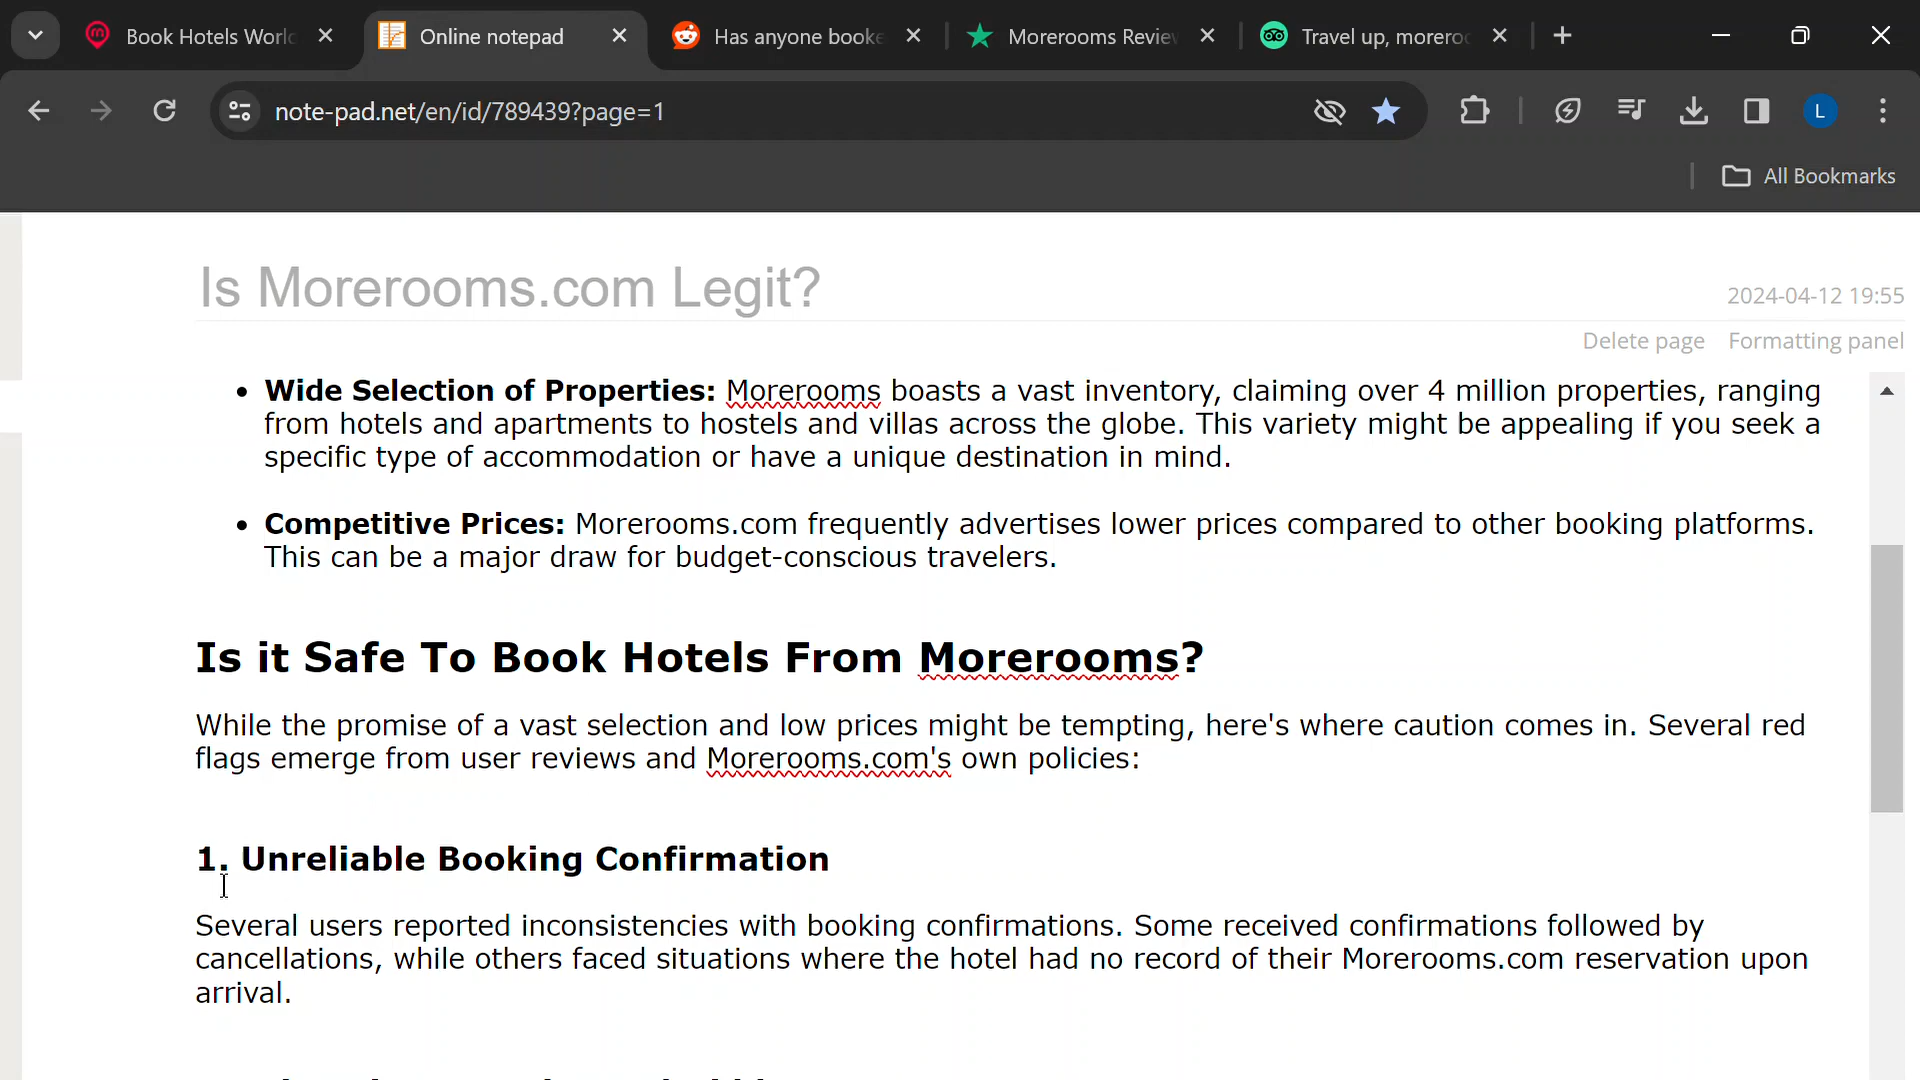 Book Hotels Worl
Online notepad
Has anyone booke
Morerooms Revie
Travel up, moreroo
note-pad.net/en/id/789439?page=1
L
All Bookmarks
Is Morerooms.com Legit?
2024-04-12 19:55
Delete page Formatting panel
• Wide Selection of Properties: Morerooms boasts a vast inventory, claiming over 4 million properties, ranging
from hotels and apartments to hostels and villas across the globe. This variety might be appealing if you seek a
specific type of accommodation or have a unique destination in mind.
• Competitive Prices: Morerooms.com frequently advertises lower prices compared to other booking platforms.
This can be a major draw for budget-conscious travelers.
Is it Safe To Book Hotels From Morerooms?
While the promise of a vast selection and low prices might be tempting, here's where caution comes in. Several red
flags emerge from user reviews and Morerooms.com's own policies:
1. Unreliable Booking Confirmation
Several users reported inconsistencies with booking confirmations. Some received confirmations followed by
cancellations, while others faced situations where the hotel had no record of their Morerooms.com reservation upon
arrival.